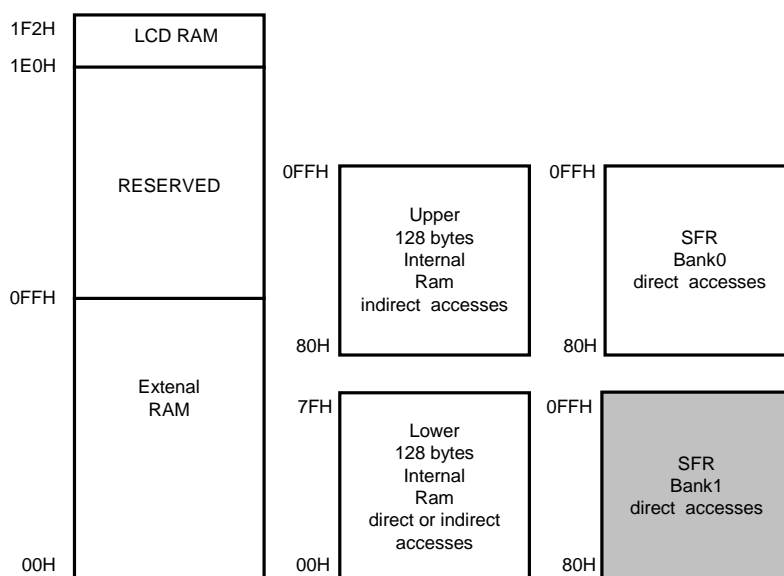 1F2H
LCD RAM
1E0H
RESERVED
0FFH
Extenal
RAM
00H
0FFH
Upper
128 bytes
Internal
Ram
indirect accesses
80H
7FH
Lower
128 bytes
Internal
Ram
direct or indirect
accesses
00H
0FFH
SFR
Bank0
direct accesses
80H
0FFH
SFR
Bank1
direct accesses
80H